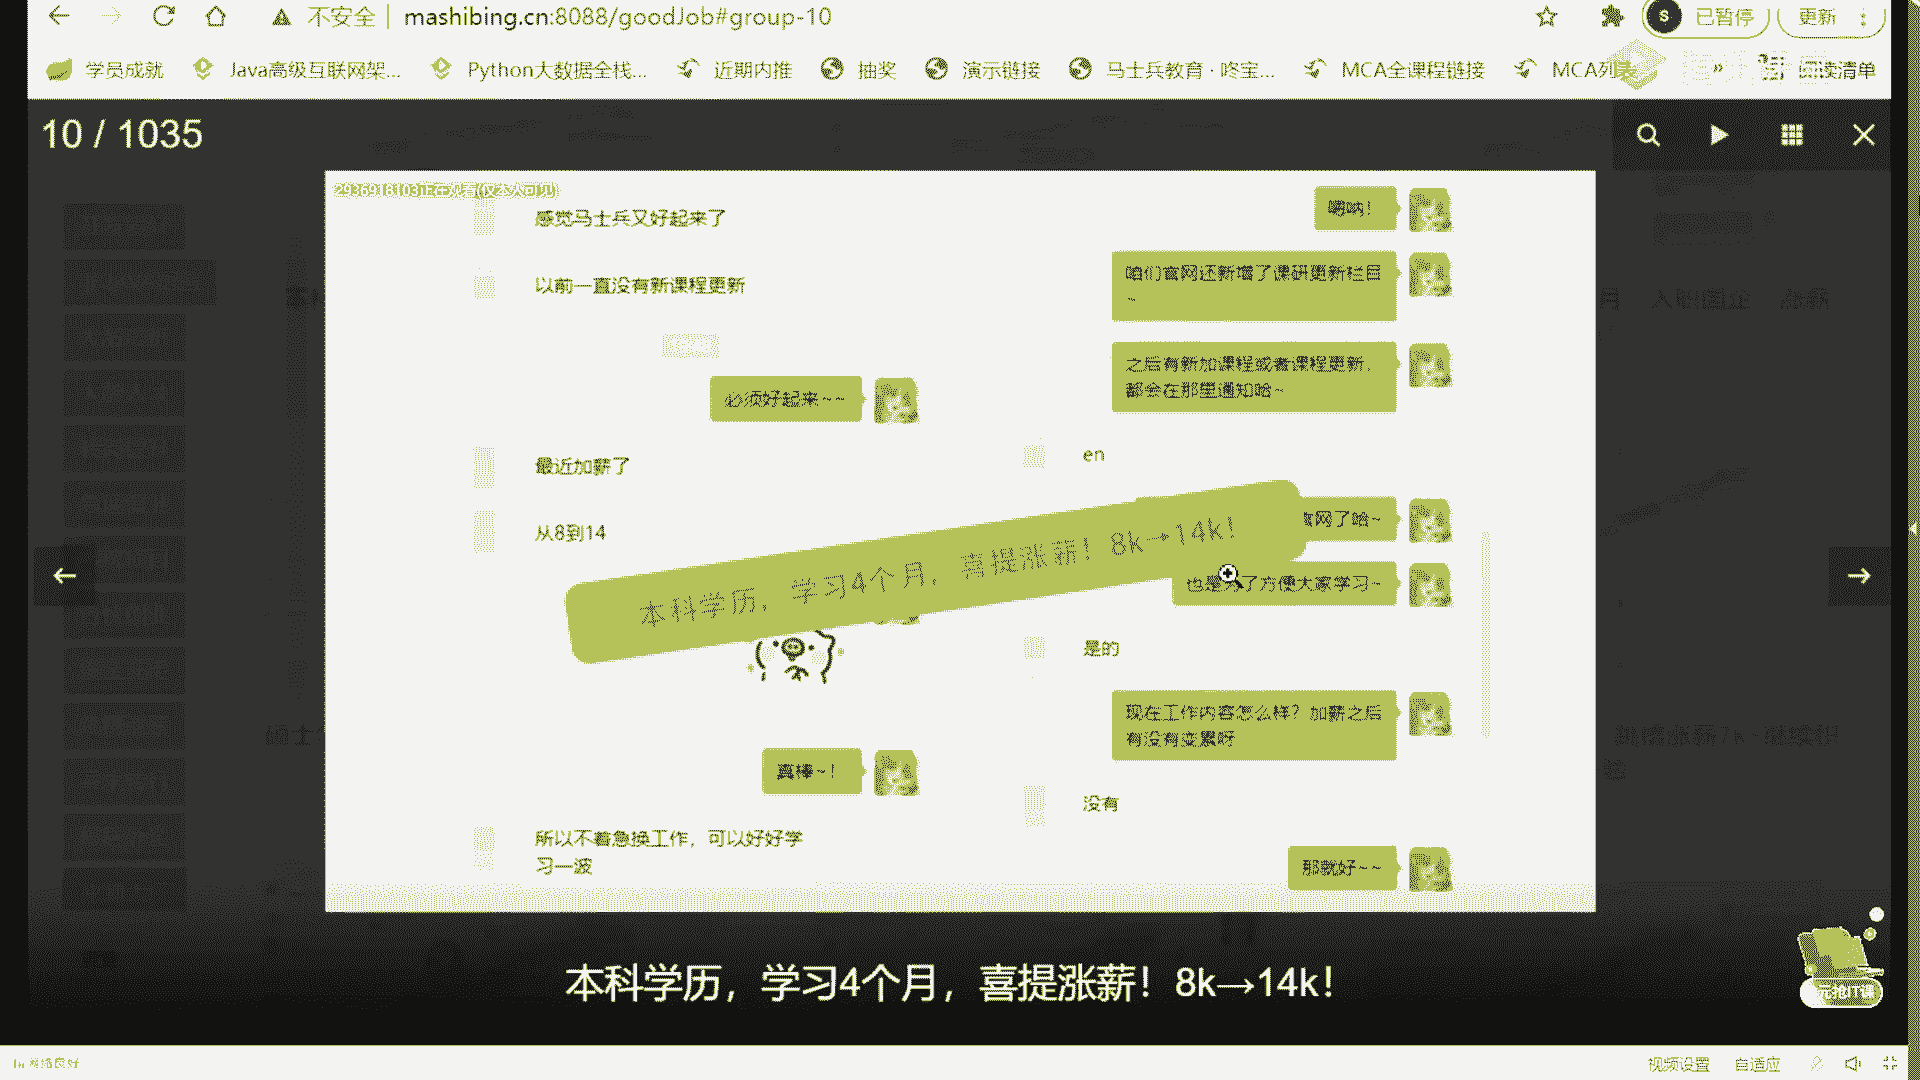 不安全 mashibing.cn:8088/goodJob#group-10
已暂停
更新
学员成就
Java高级互联网架...
Python大数据全栈...
近期内推
抽奖
演示链接
马士兵教育·咚宝...
MCA全课程链接
MCA列表
阅读清单
10 / 1035
2936918103正在观看(仅本人可见)
感觉马士兵又好起来了
以前一直没有新课程更新
必须好起来~~
最近加薪了
从8到14
真棒~！
所以不着急换工作，可以好好学
习一波
嗯呐！
咱们官网还新增了课研更新栏目
~
之后有新加课程或者课程更新，
都会在那里通知哈~
en
官网了哈~
也是为了方便大家学习~
是的
现在工作内容怎么样？加薪之后
有没有变累呀
没有
那就好~~
本科学历，学习4个月，喜提涨薪！8k→14k！
本科学历，学习4个月，喜提涨薪！8k→14k！
元抢IT课
网络良好
视频设置
自适应